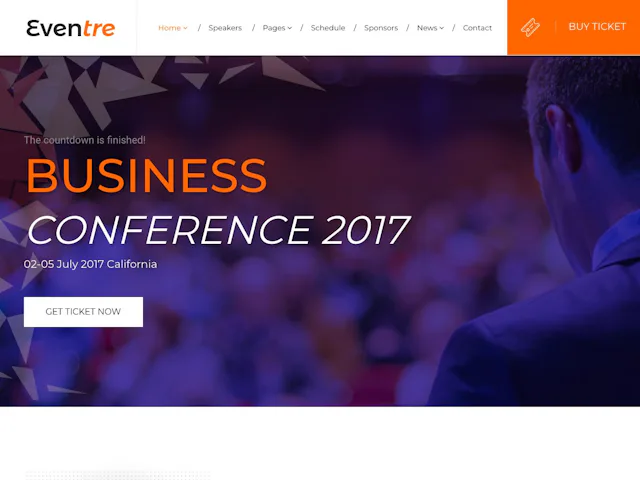 Eventre
Home / Speakers / Pages / Schedule / Sponsors / News / Contact
BUY TICKET
The countdown is finished!
BUSINESS
CONFERENCE 2017
02-05 July 2017 California
GET TICKET NOW